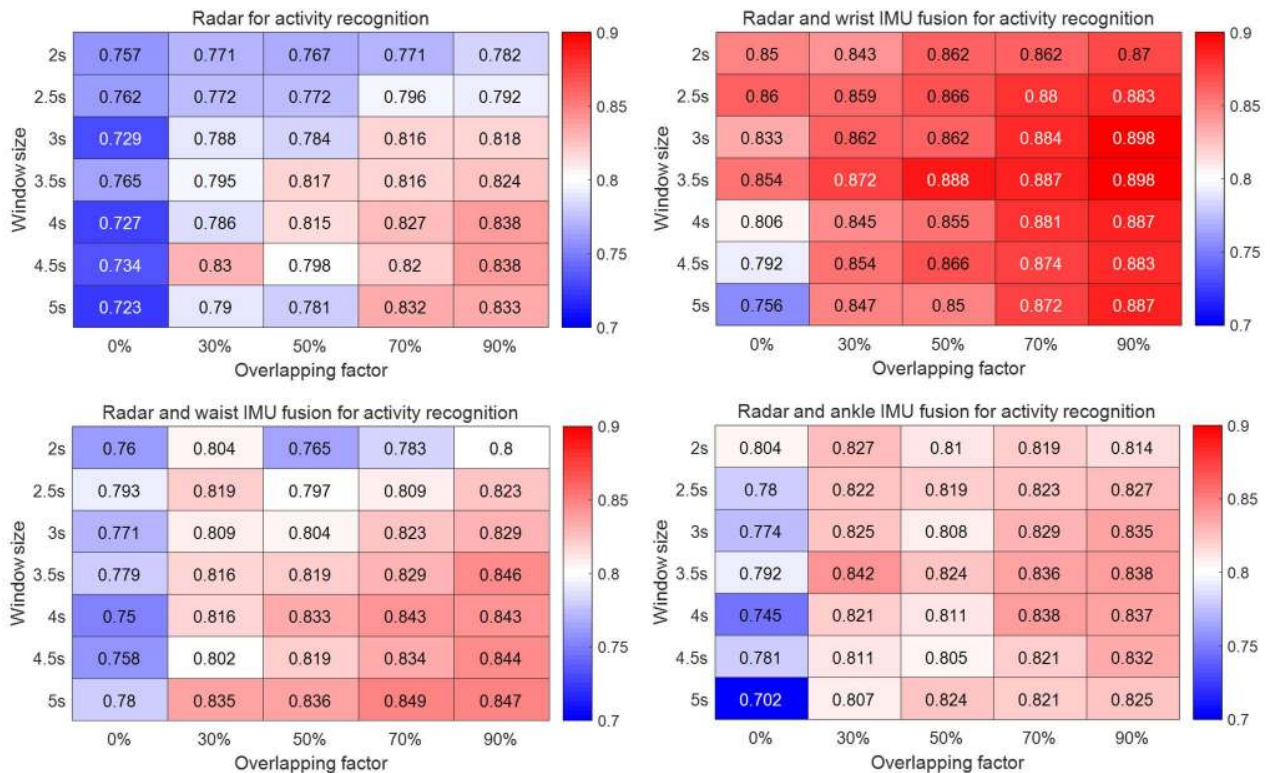 Radar for activity recognition
Window size
2s 0.757 0.771 0.767 0.771 0.782
2.5s 0.762 0.772 0.772 0.796 0.792
3s 0.729 0.788 0.784 0.816 0.818
3.5s 0.765 0.795 0.817 0.816 0.824
4s 0.727 0.786 0.815 0.827 0.838
4.5s 0.734 0.83 0.798 0.82 0.838
5s 0.723 0.79 0.781 0.832 0.833
0% 30% 50% 70% 90%
Overlapping factor
0.9
0.85
0.8
0.75
0.7
Radar and wrist IMU fusion for activity recognition
Window size
2s 0.85 0.843 0.862 0.862 0.87
2.5s 0.86 0.859 0.866 0.88 0.883
3s 0.833 0.862 0.862 0.884 0.898
3.5s 0.854 0.872 0.888 0.887 0.898
4s 0.806 0.845 0.855 0.881 0.887
4.5s 0.792 0.854 0.866 0.874 0.883
5s 0.756 0.847 0.85 0.872 0.887
0% 30% 50% 70% 90%
Overlapping factor
0.9
0.85
0.8
0.75
0.7
Radar and waist IMU fusion for activity recognition
Window size
2s 0.76 0.804 0.765 0.783 0.8
2.5s 0.793 0.819 0.797 0.809 0.823
3s 0.771 0.809 0.804 0.823 0.829
3.5s 0.779 0.816 0.819 0.829 0.846
4s 0.75 0.816 0.833 0.843 0.843
4.5s 0.758 0.802 0.819 0.834 0.844
5s 0.78 0.835 0.836 0.849 0.847
0% 30% 50% 70% 90%
Overlapping factor
0.9
0.85
0.8
0.75
0.7
Radar and ankle IMU fusion for activity recognition
Window size
2s 0.804 0.827 0.81 0.819 0.814
2.5s 0.78 0.822 0.819 0.823 0.827
3s 0.774 0.825 0.808 0.829 0.835
3.5s 0.792 0.842 0.824 0.836 0.838
4s 0.745 0.821 0.811 0.838 0.837
4.5s 0.781 0.811 0.805 0.821 0.832
5s 0.702 0.807 0.824 0.821 0.825
0% 30% 50% 70% 90%
Overlapping factor
0.9
0.85
0.8
0.75
0.7